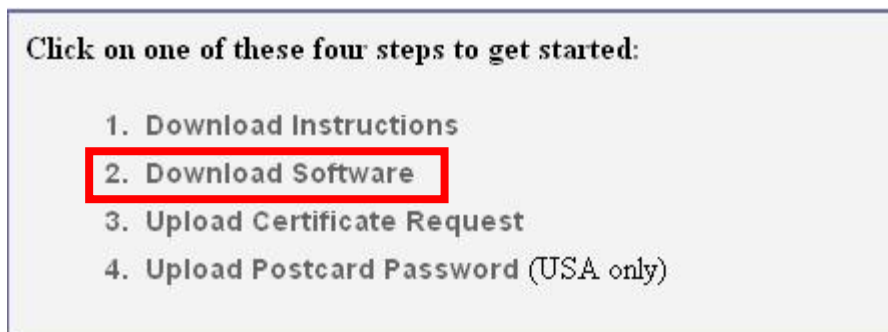 Click on one of these four steps to get started:
1. Download Instructions
2. Download Software
3. Upload Certificate Request
4. Upload Postcard Password (USA only)